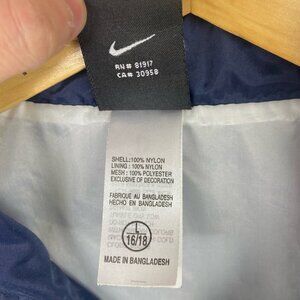 RN# 81917
CA# 30958
SHELL:100% NYLON
LINING : 100% NYLON
MESH : 100% POLYESTER
EXCLUSIVE OF DECORATION
FABRIQUE AU BANGLADESH
HECHO EN BANGLADESH
L
16/18
MADE IN BANGLADESH